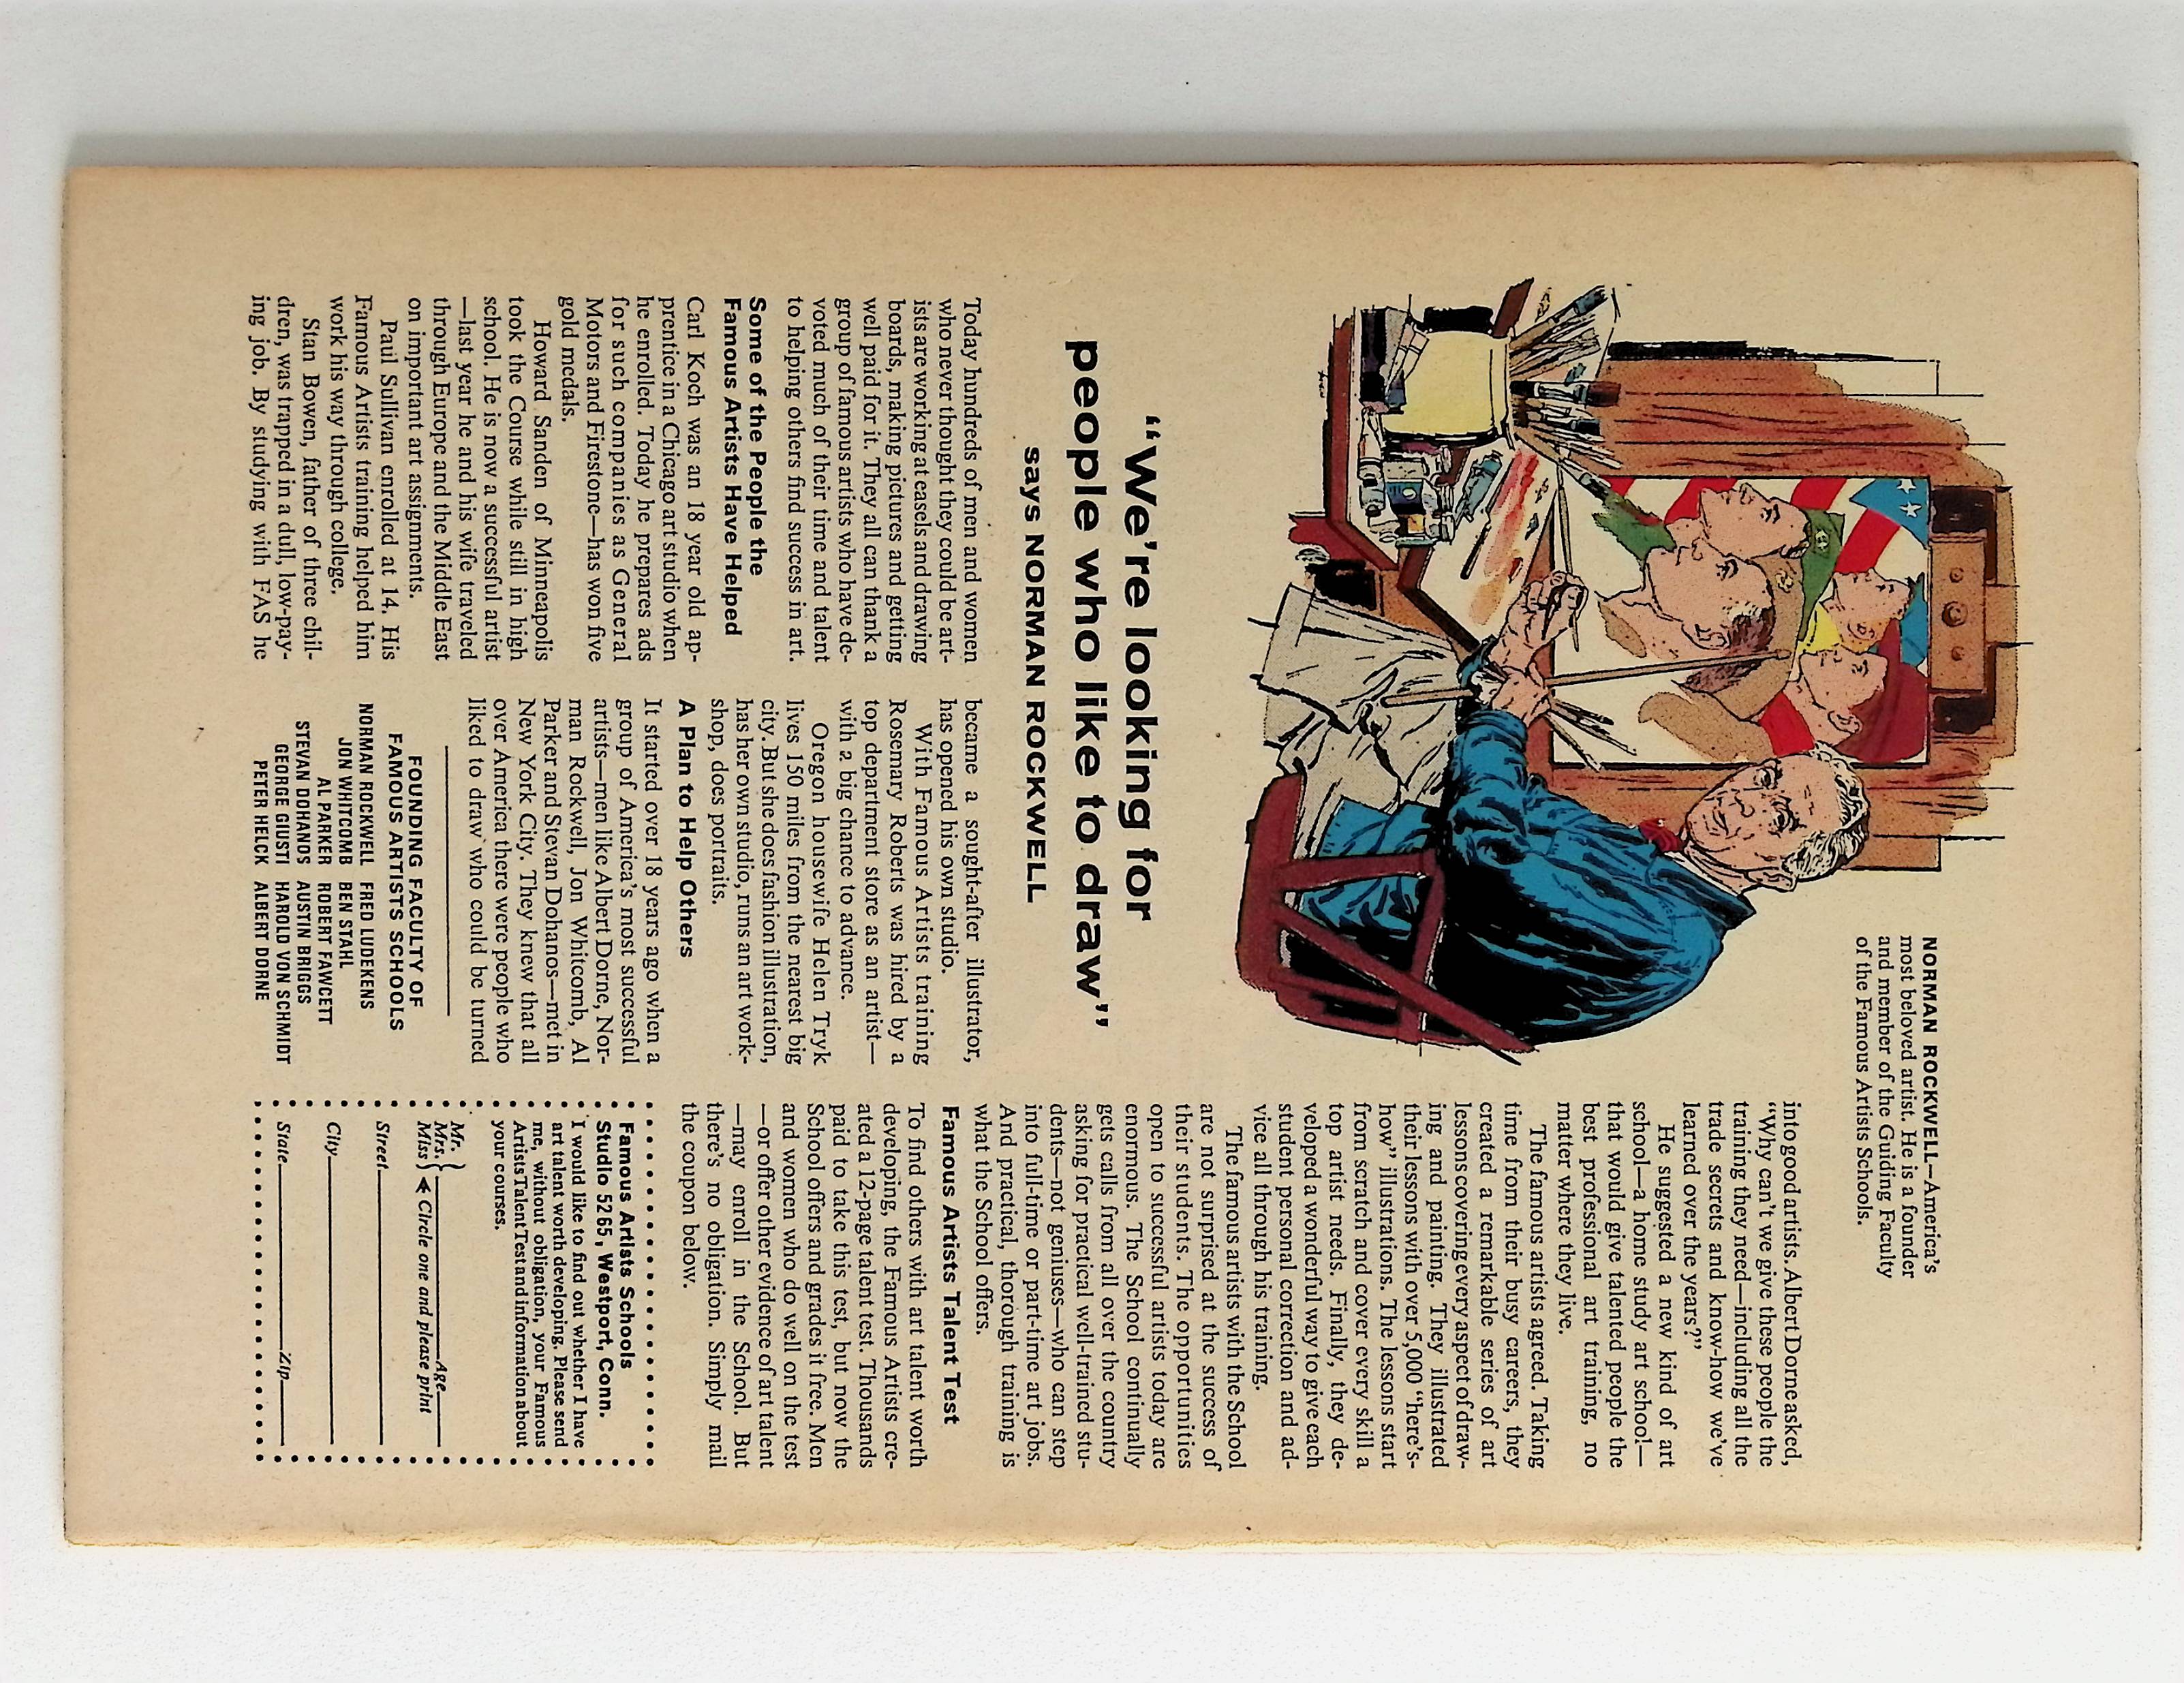 NORMAN ROCKWELL—America's
most beloved artist. He is a founder
and member of the Guiding Faculty
of the Famous Artists Schools.
"We're looking for
people who like to draw"
says NORMAN ROCKWELL
Today hundreds of men and women
who never thought they could be art-
ists are working at easels and drawing
boards, making pictures and getting
well paid for it. They all can thank a
group of famous artists who have de-
voted much of their time and talent
to helping others find success in art.
Some of the People the
Famous Artists Have Helped
Carl Koch was an 18 year old ap-
prentice in a Chicago art studio when
he enrolled. Today he prepares ads
for such companies as General
Motors and Firestone—has won five
gold medals.
Howard Sanden of Minneapolis
took the Course while still in high
school. He is now a successful artist
—last year he and his wife traveled
through Europe and the Middle East
on important art assignments.
Paul Sullivan enrolled at 14. His
Famous Artists training helped him
work his way through college.
Stan Bowen, father of three chil-
dren, was trapped in a dull, low-pay-
ing job. By studying with FAS he
became a sought-after illustrator,
has opened his own studio.
With Famous Artists training
Rosemary Roberts was hired by a
top department store as an artist—
with a big chance to advance.
Oregon housewife Helen Tryk
lives 150 miles from the nearest big
city. But she does fashion illustration,
has her own studio, runs an art work-
shop, does portraits.
A Plan to Help Others
It started over 18 years ago when a
group of America's most successful
artists—men like Albert Dorne, Nor-
man Rockwell, Jon Whitcomb, Al
Parker and Stevan Dohanos—met in
New York City. They knew that all
over America there were people who
liked to draw who could be turned
FOUNDING FACULTY OF
FAMOUS ARTISTS SCHOOLS
NORMAN ROCKWELL FRED LUDEKENS
JON WHITCOMB BEN STAHL
AL PARKER ROBERT FAWCETT
STEVAN DOHANOS AUSTIN BRIGGS
GEORGE GIUSTI HAROLD VON SCHMIDT
PETER HELCK ALBERT DORNE
into good artists. Albert Dorne asked,
"Why can't we give these people the
training they need—including all the
trade secrets and know-how we've
learned over the years?"
He suggested a new kind of art
school—a home study art school—
that would give talented people the
best professional art training, no
matter where they live.
The famous artists agreed. Taking
time from their busy careers, they
created a remarkable series of art
lessons covering every aspect of draw-
ing and painting. They illustrated
their lessons with over 5,000 "here's-
how" illustrations. The lessons start
from scratch and cover every skill a
top artist needs. Finally, they de-
veloped a wonderful way to give each
student personal correction and ad-
vice all through his training.
The famous artists with the School
are not surprised at the success of
their students. The opportunities
open to successful artists today are
enormous. The School continually
gets calls from all over the country
asking for practical well-trained stu-
dents—not geniuses—who can step
into full-time or part-time art jobs.
And practical, thorough training is
what the School offers.
Famous Artists Talent Test
To find others with art talent worth
developing, the Famous Artists cre-
ated a 12-page talent test. Thousands
paid to take this test, but now the
School offers and grades it free. Men
and women who do well on the test
—or offer other evidence of art talent
—may enroll in the School. But
there's no obligation. Simply mail
the coupon below.
Famous Artists Schools
Studio 5265, Westport, Conn.
I would like to find out whether I have
art talent worth developing. Please send
me, without obligation, your Famous
Artists Talent Test and information about
your courses.
Mr.
Mrs. Age
Miss Circle one and please print
Street
City
State Zip